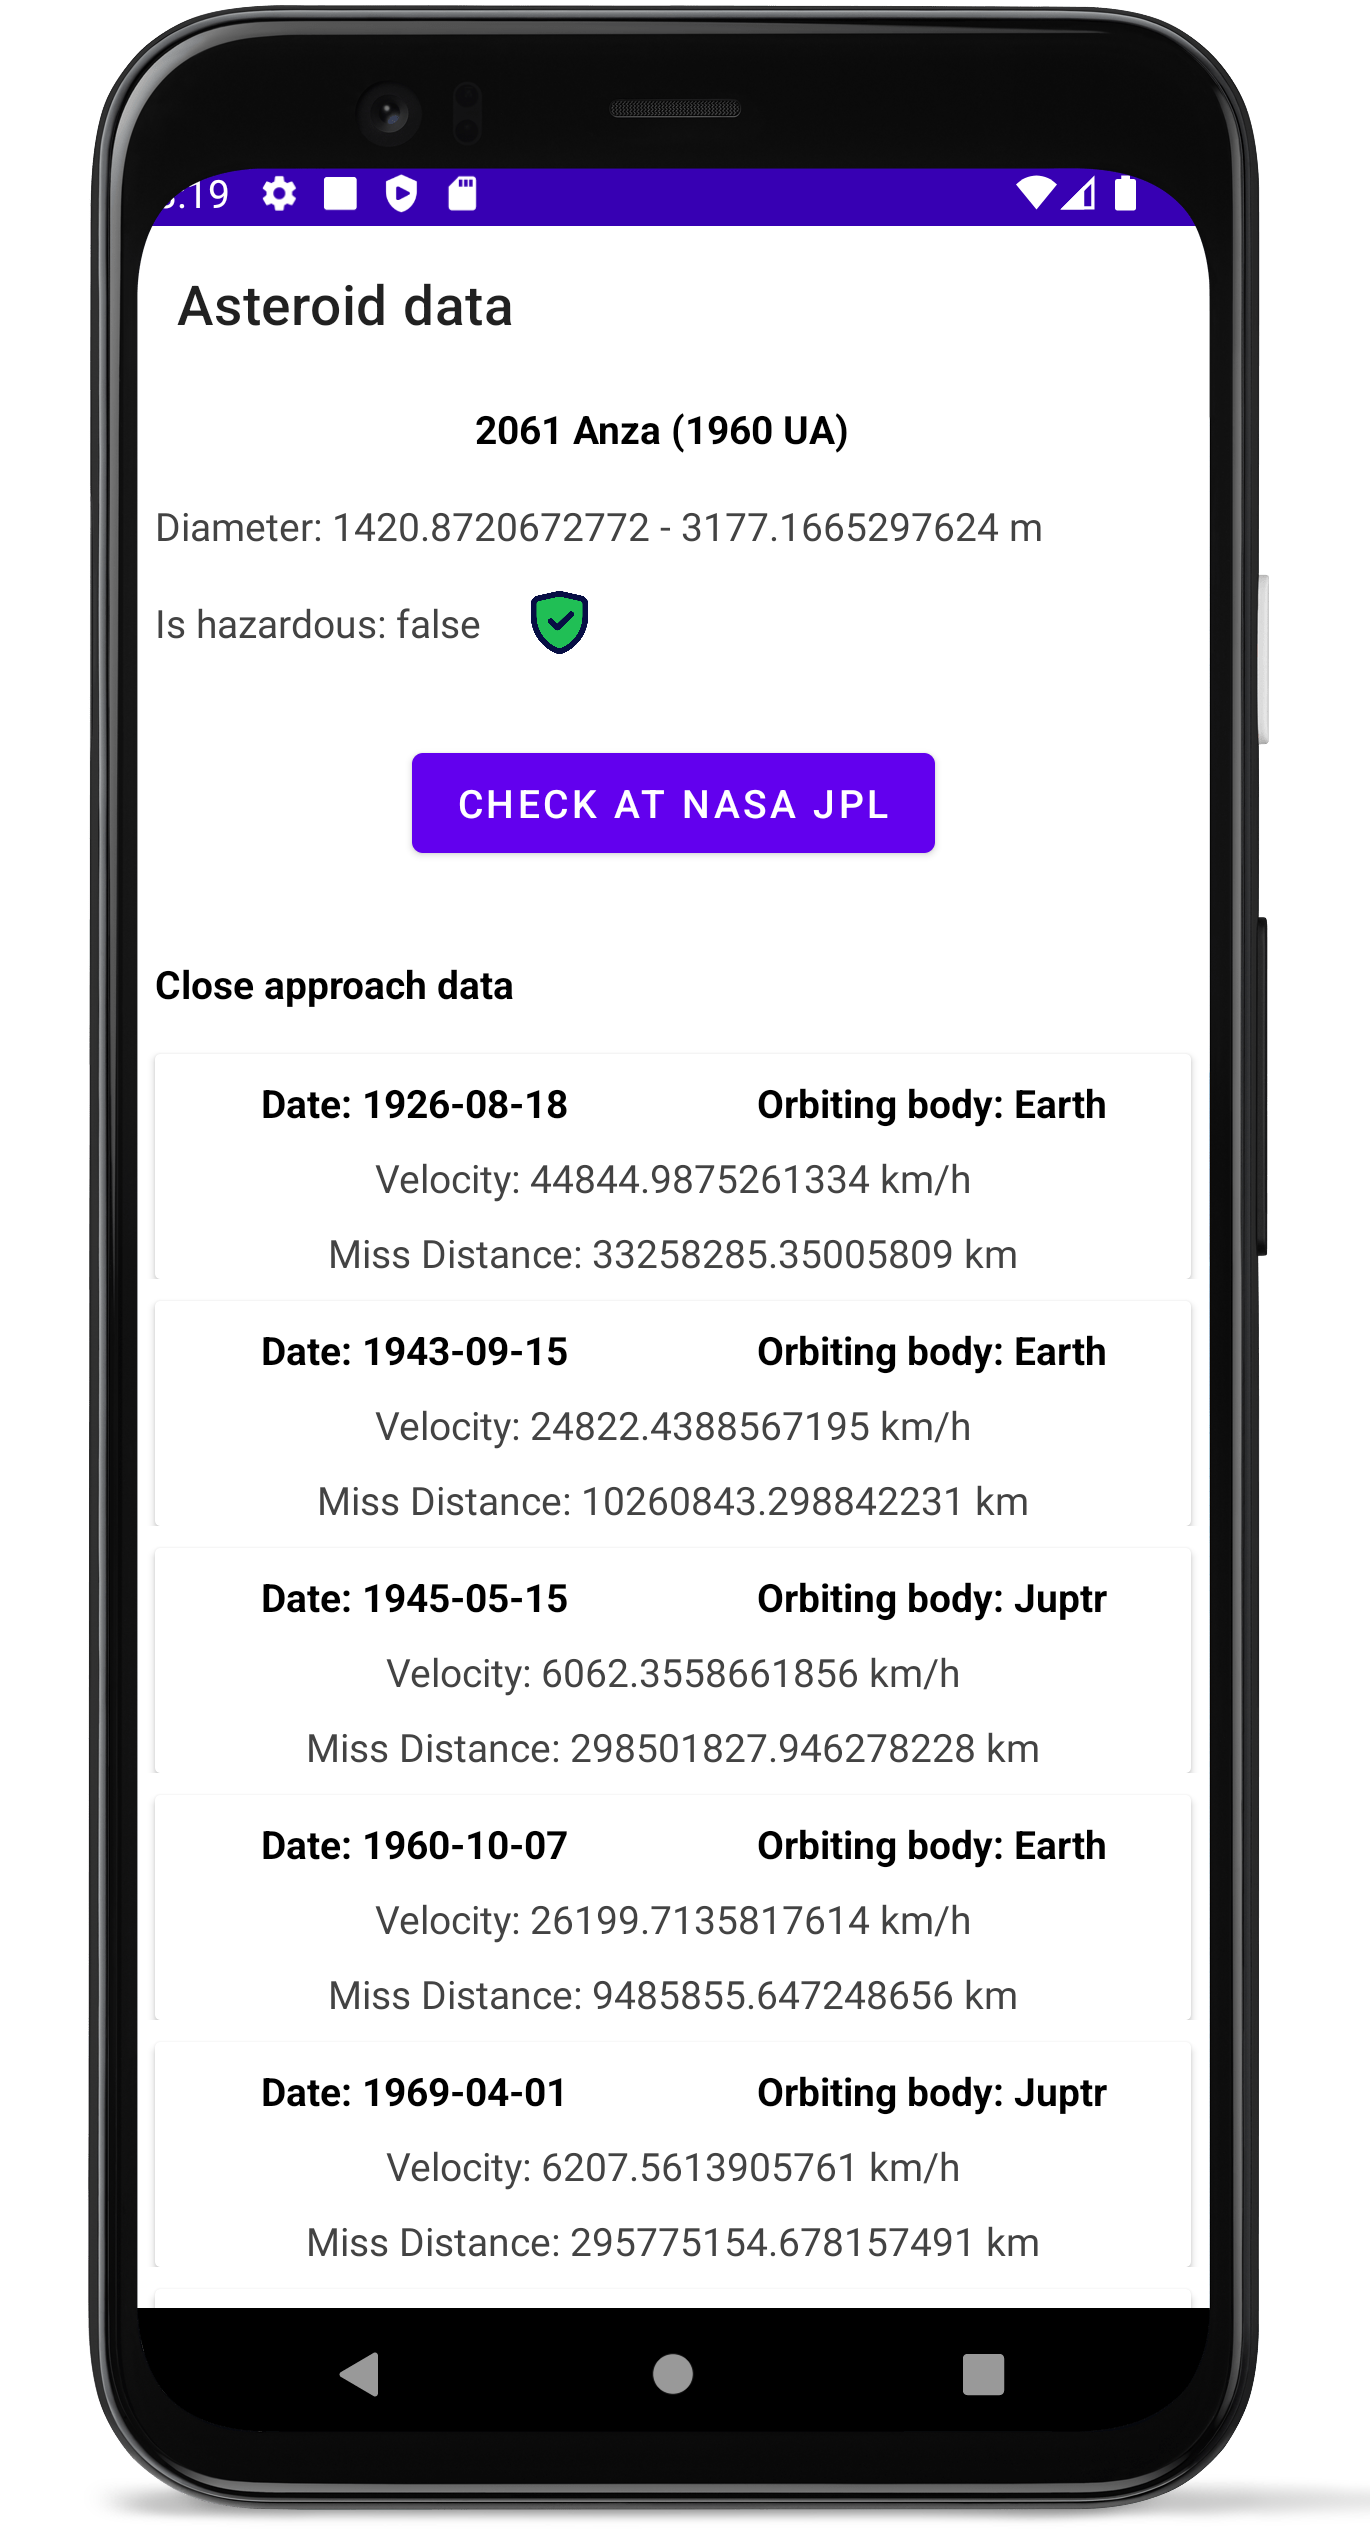 :19
Asteroid data
2061 Anza (1960 UA)
Diameter: 1420.8720672772 - 3177.1665297624 m
Is hazardous: false
CHECK AT NASA JPL
Close approach data
Date: 1926-08-18 Orbiting body: Earth
Velocity: 44844.9875261334 km/h
Miss Distance: 33258285.35005809 km
Date: 1943-09-15 Orbiting body: Earth
Velocity: 24822.4388567195 km/h
Miss Distance: 10260843.298842231 km
Date: 1945-05-15 Orbiting body: Juptr
Velocity: 6062.3558661856 km/h
Miss Distance: 298501827.946278228 km
Date: 1960-10-07 Orbiting body: Earth
Velocity: 26199.7135817614 km/h
Miss Distance: 9485855.647248656 km
Date: 1969-04-01 Orbiting body: Juptr
Velocity: 6207.5613905761 km/h
Miss Distance: 295775154.678157491 km